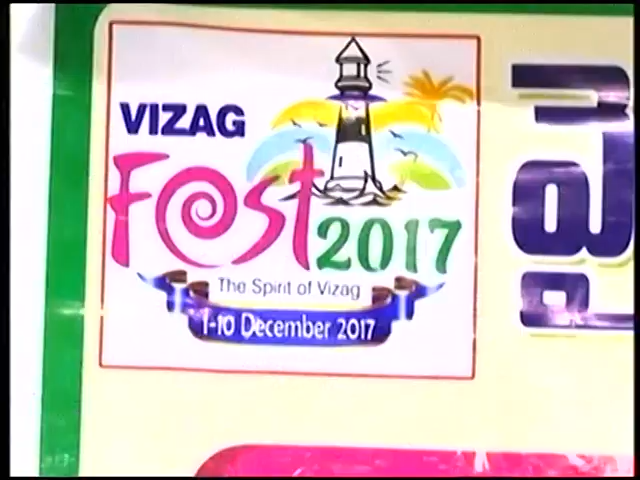 VIZAG
Fest 2017
The Spirit of Vizag
1-10 December 2017
వై